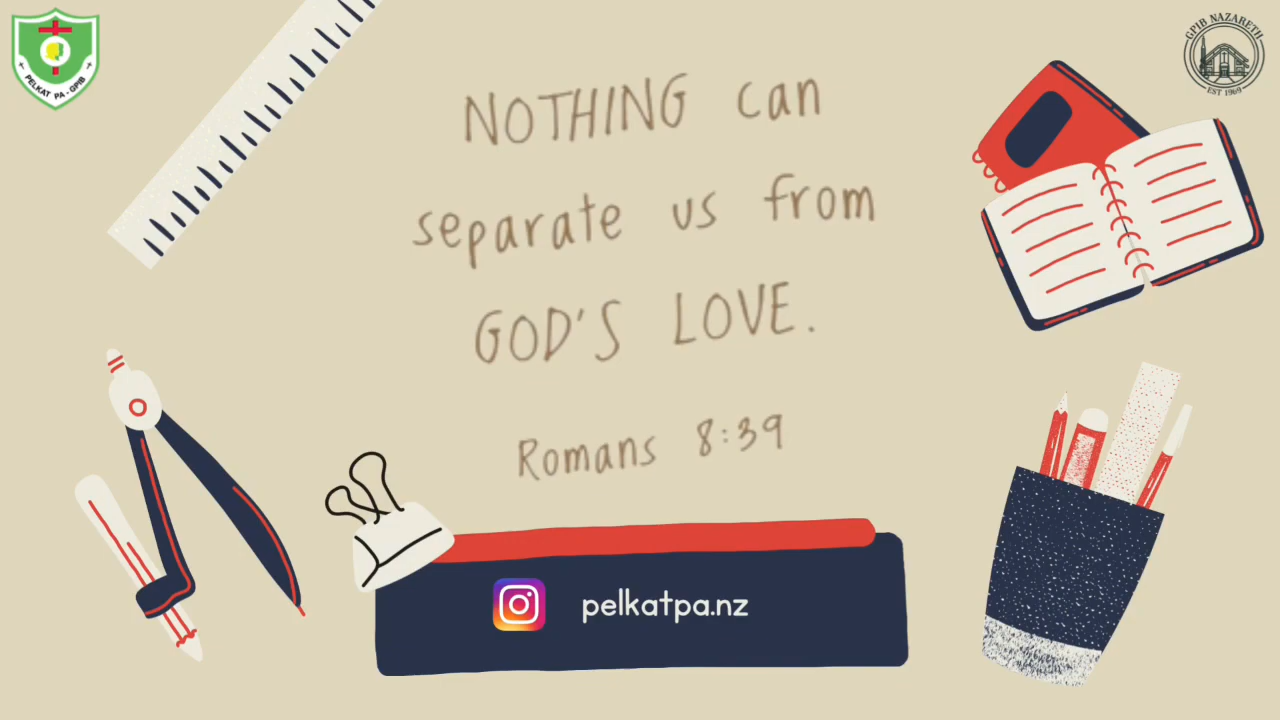 PELKAT PA - GPIB
GPIB NAZARETH
EST 1969
NOTHING can
separate us from
GOD'S LOVE.
Romans 8:39
pelkatpa.nz